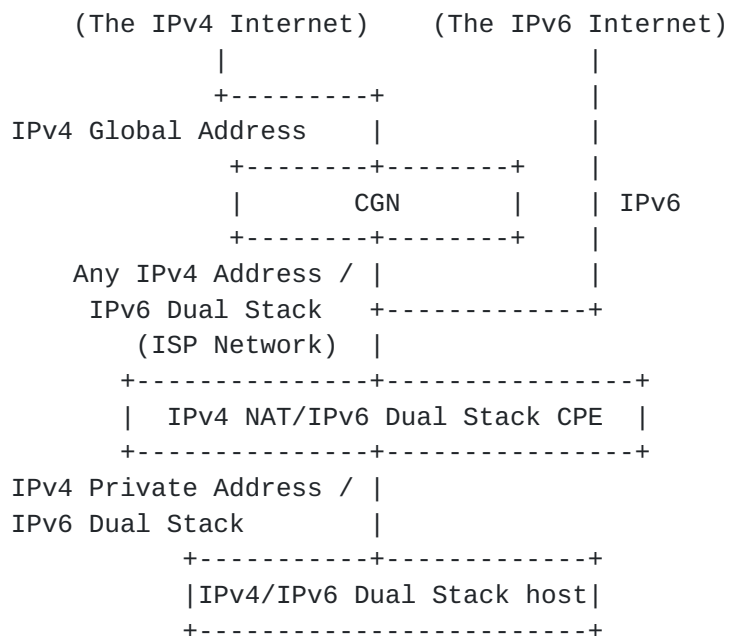 (The IPv4 Internet) (The IPv6 Internet)
IPv4 Global Address
CGN
IPv6
Any IPv4 Address /
IPv6 Dual Stack
(ISP Network)
IPv4 NAT/IPv6 Dual Stack CPE
IPv4 Private Address /
IPv6 Dual Stack
IPv4/IPv6 Dual Stack host